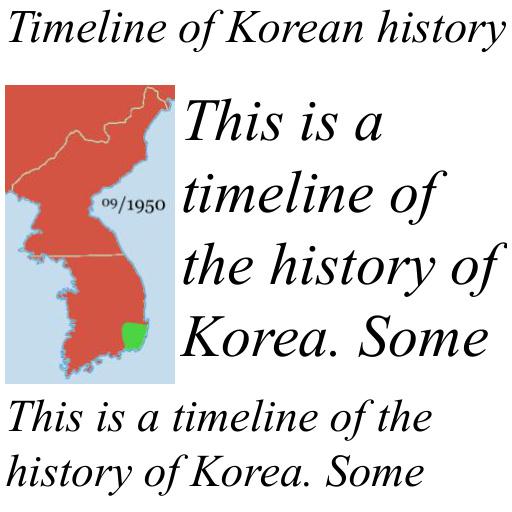 Timeline of Korean history
This is a
timeline of
the history of
Korea. Some
09/1950
This is a timeline of the
history of Korea. Some